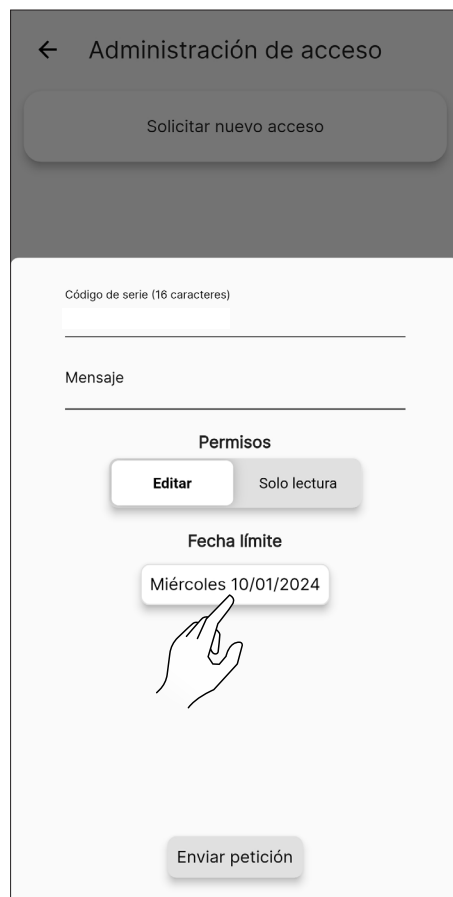 Administración de acceso
Solicitar nuevo acceso
Código de serie (16 caracteres)
Mensaje
Permisos
Editar
Solo lectura
Fecha límite
Miércoles 10/01/2024
Enviar petición